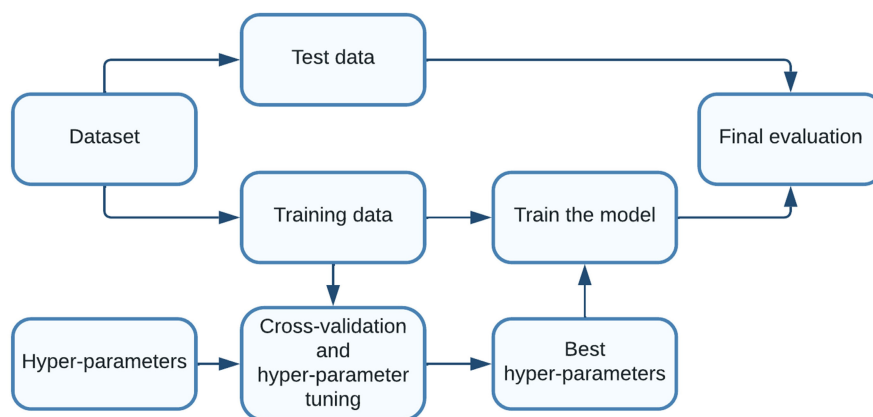 Test data
Dataset
Final evaluation
Training data
Train the model
Hyper-parameters
Cross-validation
and
hyper-parameter
tuning
Best
hyper-parameters